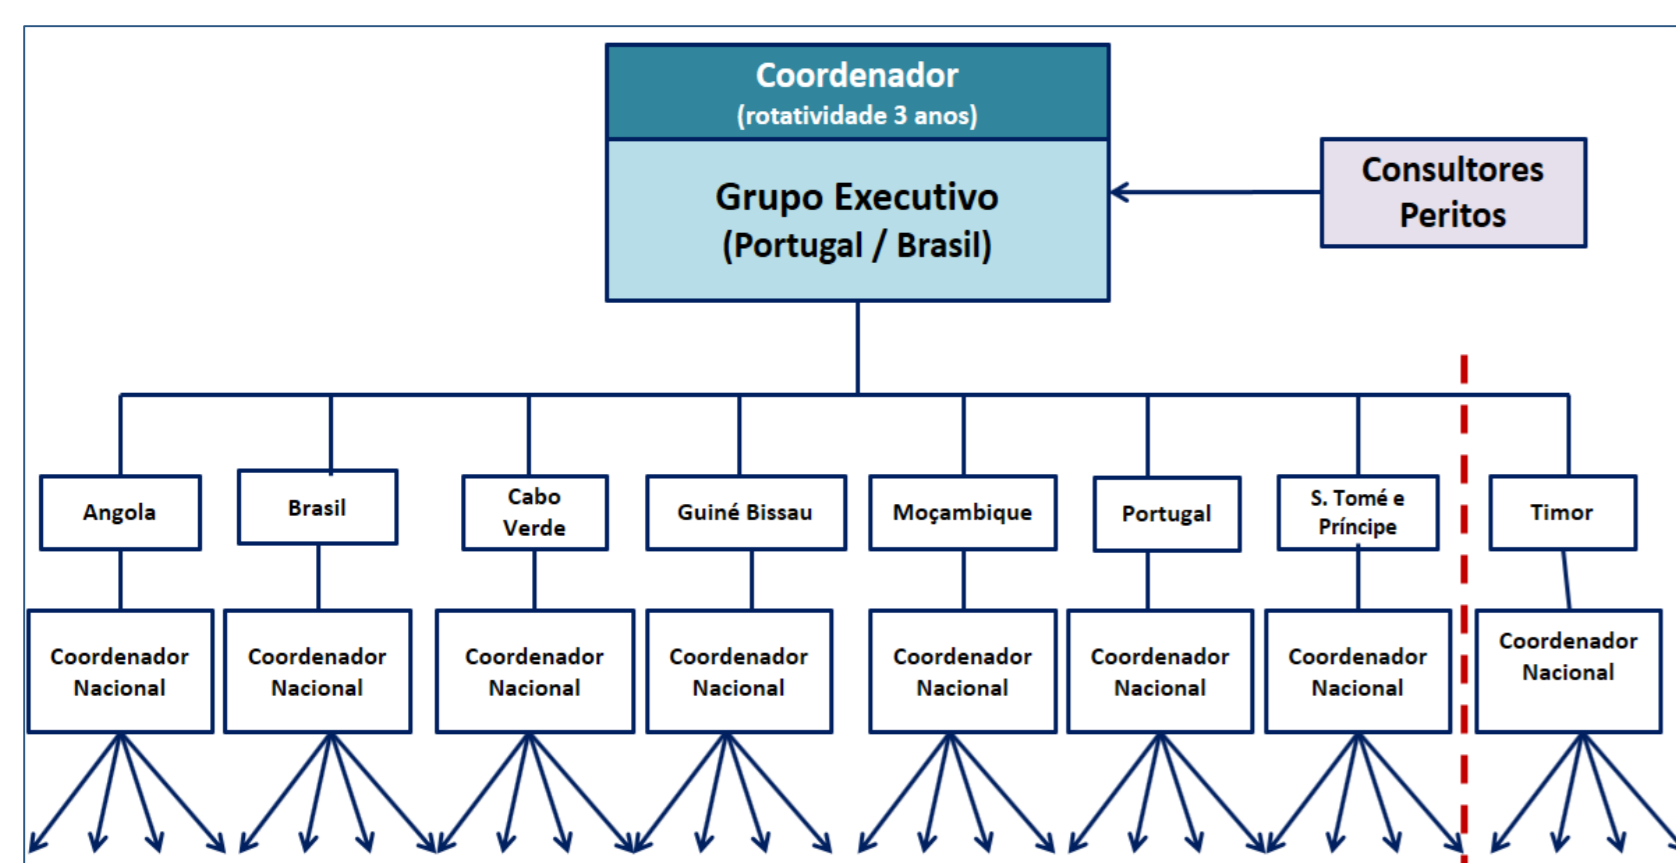 Coordenador
(rotatividade 3 anos)
Grupo Executivo
(Portugal / Brasil)
Consultores
Peritos
Angola
Brasil
Cabo
Verde
Guiné Bissau
Moçambique
Portugal
S. Tomé e
Príncipe
Timor
Coordenador
Nacional
Coordenador
Nacional
Coordenador
Nacional
Coordenador
Nacional
Coordenador
Nacional
Coordenador
Nacional
Coordenador
Nacional
Coordenador
Nacional